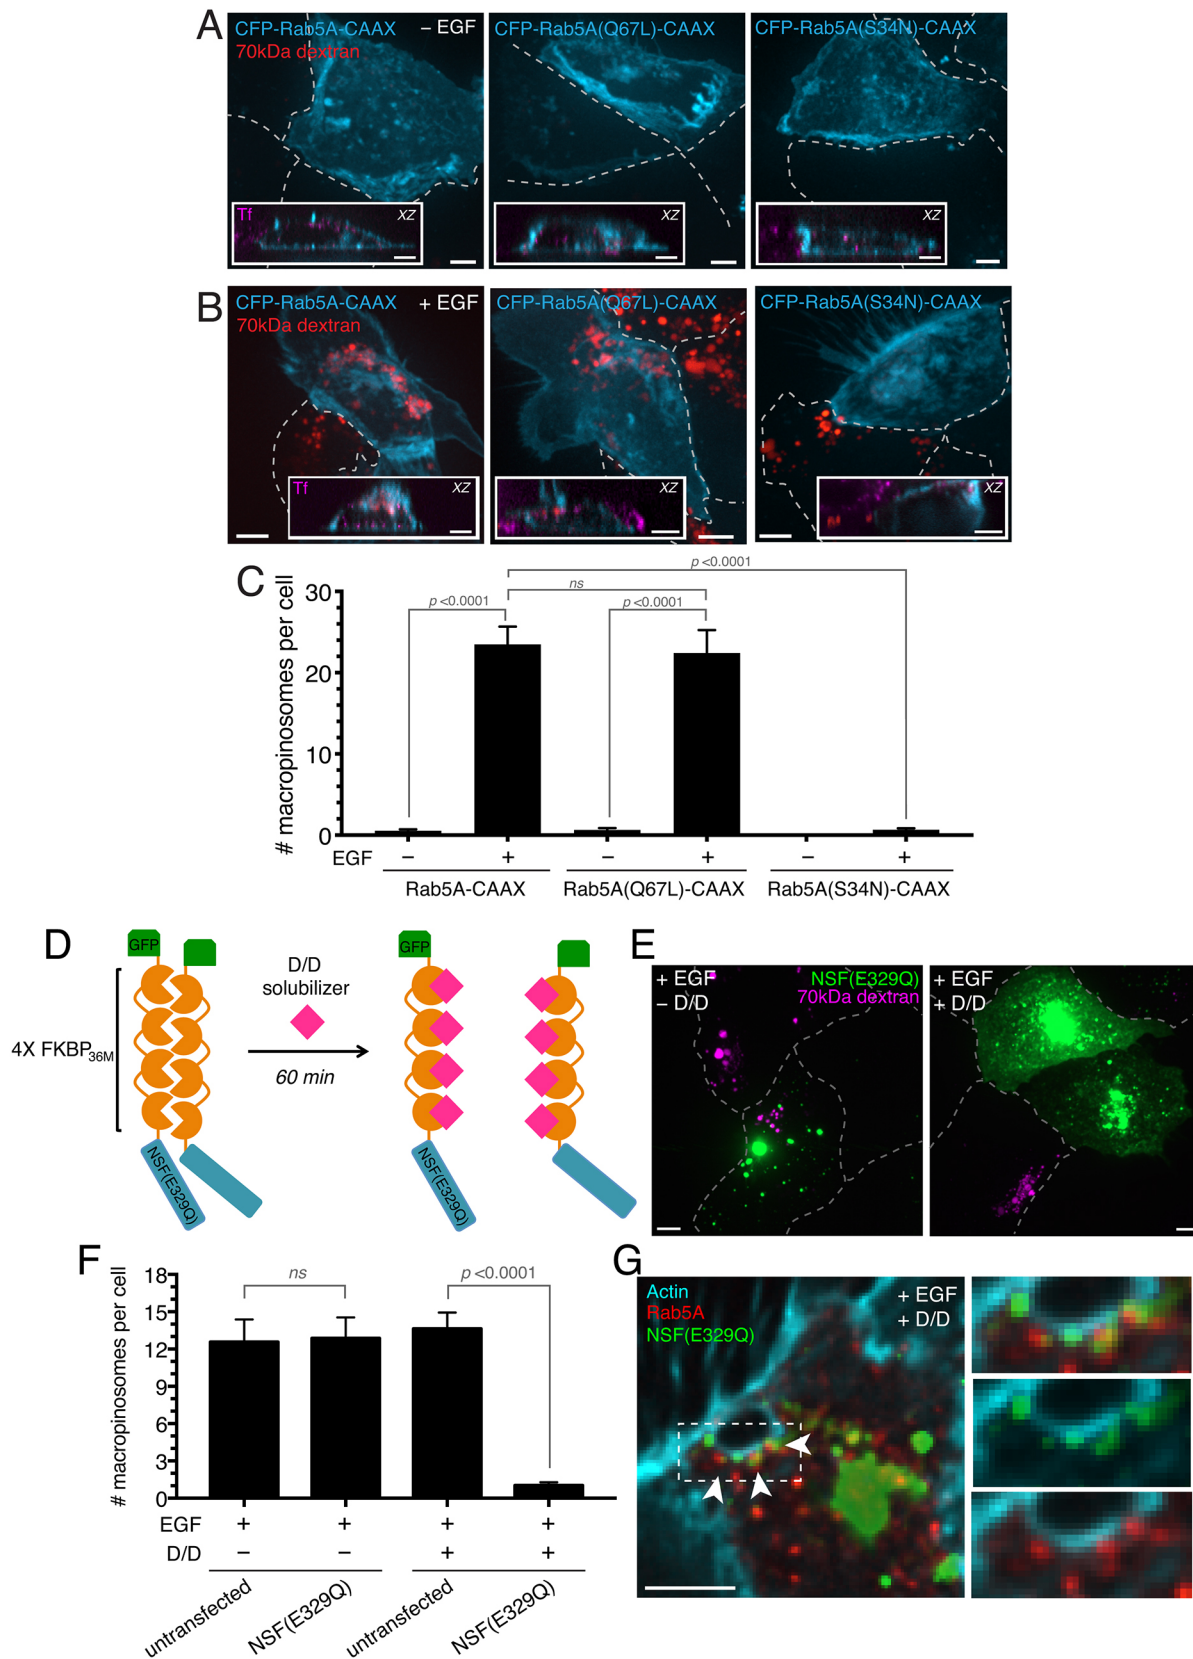 A
CFP-Rab5A-CAAX
– EGF
70kDa dextran
Tf
XZ
CFP-Rab5A(Q67L)-CAAX
XZ
CFP-Rab5A(S34N)-CAAX
XZ
B
CFP-Rab5A-CAAX
+ EGF
70kDa dextran
Tf
XZ
CFP-Rab5A(Q67L)-CAAX
XZ
CFP-Rab5A(S34N)-CAAX
XZ
C
# macropinosomes per cell
30
20
10
0
p <0.0001
ns
p <0.0001
p <0.0001
EGF – + – + – +
Rab5A-CAAX Rab5A(Q67L)-CAAX Rab5A(S34N)-CAAX
D
GFP
4X FKBP36M
NSF(E329Q)
D/D
solubilizer
60 min
GFP
NSF(E329Q)
E
+ EGF
– D/D
NSF(E329Q)
70kDa dextran
+ EGF
+ D/D
F
# macropinosomes per cell
18
15
12
9
6
3
0
ns
p <0.0001
EGF + + + +
D/D – – + +
untransfected NSF(E329Q) untransfected NSF(E329Q)
G
Actin
Rab5A
NSF(E329Q)
+ EGF
+ D/D